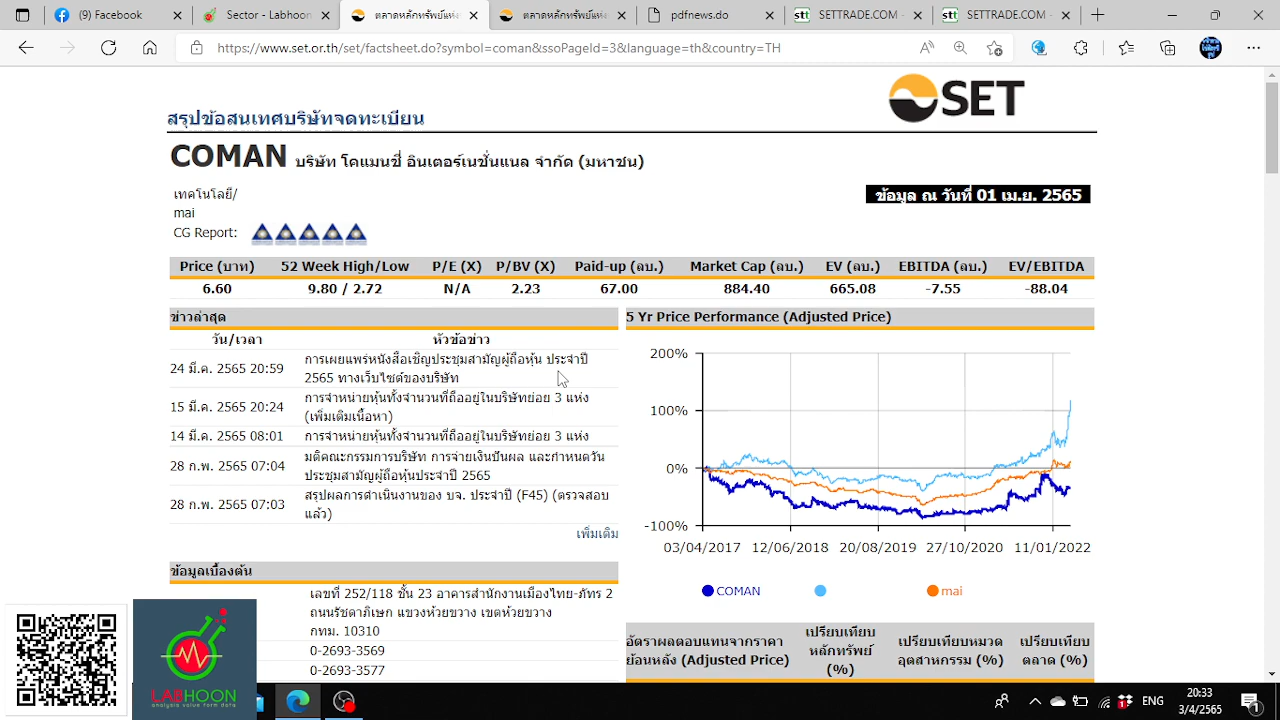 (9) Facebook
Sector - Labhoon
ตลาดหลักทรัพย์แห่ง
ตลาดหลักทรัพย์แห่ง
pdfnews.do
SETTRADE.COM -
SETTRADE.COM -
https://www.set.or.th/set/factsheet.do?symbol=coman&ssoPageId=3&language=th&country=TH
SET
สรุปข้อสนเทศบริษัทจดทะเบียน
COMAN บริษัท โคแมนชี่ อินเตอร์เนชั่นแนล จำกัด (มหาชน)
เทคโนโลยี/
mai
ข้อมูล ณ วันที่ 01 เม.ย. 2565
CG Report:
Price (บาท) 52 Week High/Low P/E (X) P/BV (X) Paid-up (ลบ.) Market Cap (ลบ.) EV (ลบ.) EBITDA (ลบ.) EV/EBITDA
6.60 9.80 / 2.72 N/A 2.23 67.00 884.40 665.08 -7.55 -88.04
ข่าวล่าสุด
วัน/เวลา หัวข้อข่าว
24 มี.ค. 2565 20:59 การเผยแพร่หนังสือเชิญประชุมสามัญผู้ถือหุ้น ประจำปี
2565 ทางเว็บไซต์ของบริษัท
15 มี.ค. 2565 20:24 การจำหน่ายหุ้นทั้งจำนวนที่ถืออยู่ในบริษัทย่อย 3 แห่ง
(เพิ่มเติมเนื้อหา)
14 มี.ค. 2565 08:01 การจำหน่ายหุ้นทั้งจำนวนที่ถืออยู่ในบริษัทย่อย 3 แห่ง
28 ก.พ. 2565 07:04 มติคณะกรรมการบริษัท การจ่ายเงินปันผล และกำหนดวัน
ประชุมสามัญผู้ถือหุ้นประจำปี 2565
28 ก.พ. 2565 07:03 สรุปผลการดำเนินงานของ บจ. ประจำปี (F45) (ตรวจสอบ
แล้ว)
เพิ่มเติม
5 Yr Price Performance (Adjusted Price)
200%
100%
0%
-100%
03/04/2017 12/06/2018 20/08/2019 27/10/2020 11/01/2022
COMAN mai
ข้อมูลเบื้องต้น
เลขที่ 252/118 ชั้น 23 อาคารสำนักงานเมืองไทย-ภัทร 2
ถนนรัชดาภิเษก แขวงห้วยขวาง เขตห้วยขวาง
กทม. 10310
0-2693-3569
0-2693-3577
อัตราผลตอบแทนจากราคา
ย้อนหลัง (Adjusted Price)
เปรียบเทียบ
หลักทรัพย์
(%)
เปรียบเทียบหมวด
อุตสาหกรรม (%)
เปรียบเทียบ
ตลาด (%)
LABHOON
analysis value form data
ENG
20:33
3/4/2565